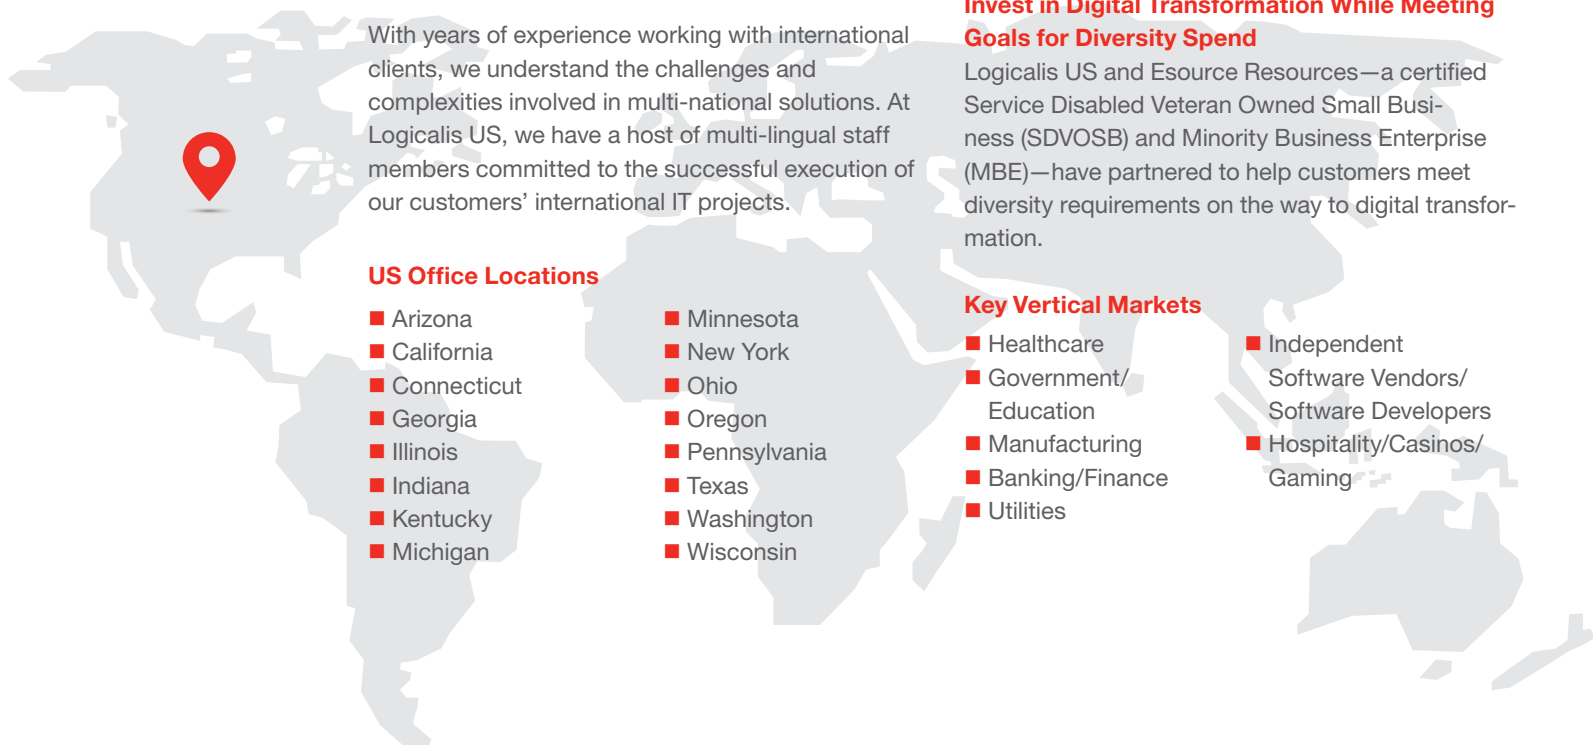 With years of experience working with international
clients, we understand the challenges and
complexities involved in multi-national solutions. At
Logicalis US, we have a host of multi-lingual staff
members committed to the successful execution of
our customers’ international IT projects.
US Office Locations
Arizona
California
Connecticut
Georgia
Illinois
Indiana
Kentucky
Michigan
Minnesota
New York
Ohio
Oregon
Pennsylvania
Texas
Washington
Wisconsin
Invest in Digital Transformation While Meeting
Goals for Diversity Spend
Logicalis US and Esource Resources—a certified
Service Disabled Veteran Owned Small Busi-
ness (SDVOSB) and Minority Business Enterprise
(MBE)—have partnered to help customers meet
diversity requirements on the way to digital transfor-
mation.
Key Vertical Markets
Healthcare
Government/
Education
Manufacturing
Banking/Finance
Utilities
Independent
Software Vendors/
Software Developers
Hospitality/Casinos/
Gaming